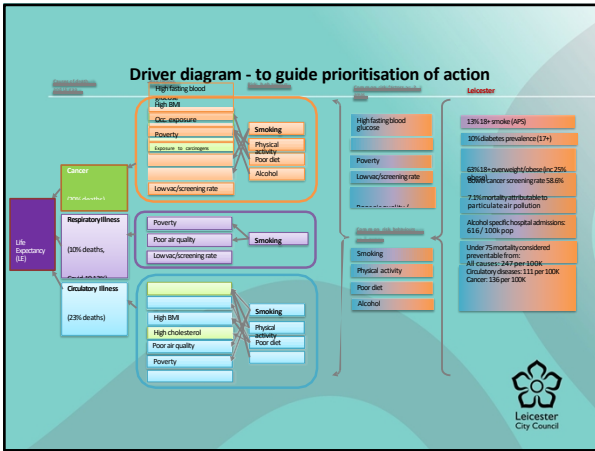 Driver diagram - to guide prioritisation of action
Life
Expectancy
(LE)
Cancer
Respiratory Illness
(10% deaths,
Circulatory Illness
(23% deaths)
High fasting blood
glucose
High BMI
Occ. exposure
Poverty
Exposure to carcinogens
Low vac/screening rate
Smoking
Physical
activity
Poor diet
Alcohol
Poverty
Poor air quality
Low vac/screening rate
Smoking
High BMI
High cholesterol
Poor air quality
Poverty
Smoking
Physical
activity
Poor diet
High fasting blood
glucose
Poverty
Low vac/screening rate
Smoking
Physical activity
Poor diet
Alcohol
Leicester
13% 18+ smoke (APS)
10% diabetes prevalence (17+)
63% 18+ overweight/obese (inc 25%
obese)
Bowel cancer screening rate 58.6%
7.1% mortality attributable to
particulate air pollution
Alcohol specific hospital admissions:
616/ 100k pop
Under 75 mortality considered
preventable from:
All causes: 247 per 100K
Circulatory diseases: 111 per 100K
Cancer: 136 per 100K
Leicester
City Council